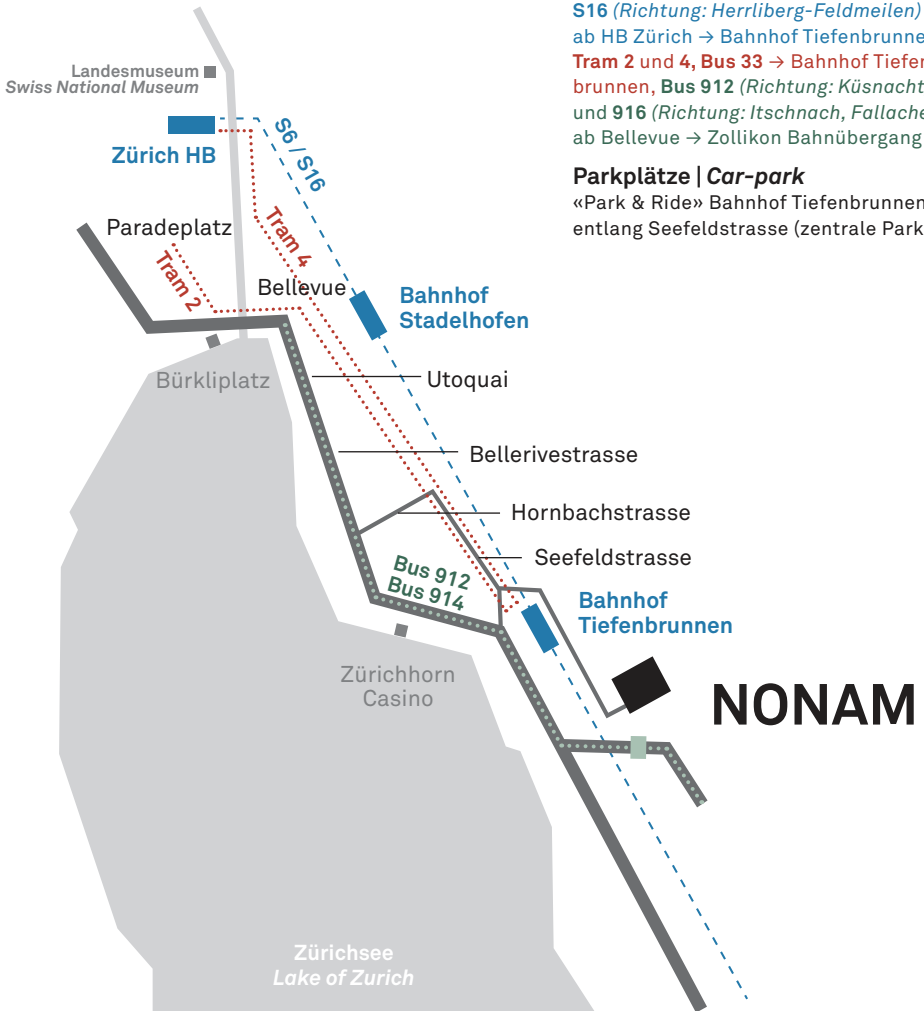 S16 (Richtung: Herrliberg-Feldmeilen)
ab HB Zürich → Bahnhof Tiefenbrunne
Tram 2 und 4, Bus 33 → Bahnhof Tiefen
brunnen, Bus 912 (Richtung: Küsnacht
und 916 (Richtung: Itschnach, Fallache
ab Bellevue → Zollikon Bahnübergang
Parkplätze | Car-park
«Park & Ride» Bahnhof Tiefenbrunnen
entlang Seefeldstrasse (zentrale Park
Landesmuseum
Swiss National Museum
Zürich HB
S6 / S16
Paradeplatz
Tram 4
Tram 2
Bellevue
Bahnhof
Stadelhofen
Bürkliplatz
Utoquai
Bellerivestrasse
Hornbachstrasse
Seefeldstrasse
Bus 912
Bus 914
Bahnhof
Tiefenbrunnen
Zürichhorn
Casino
NONAM
Zürichsee
Lake of Zurich